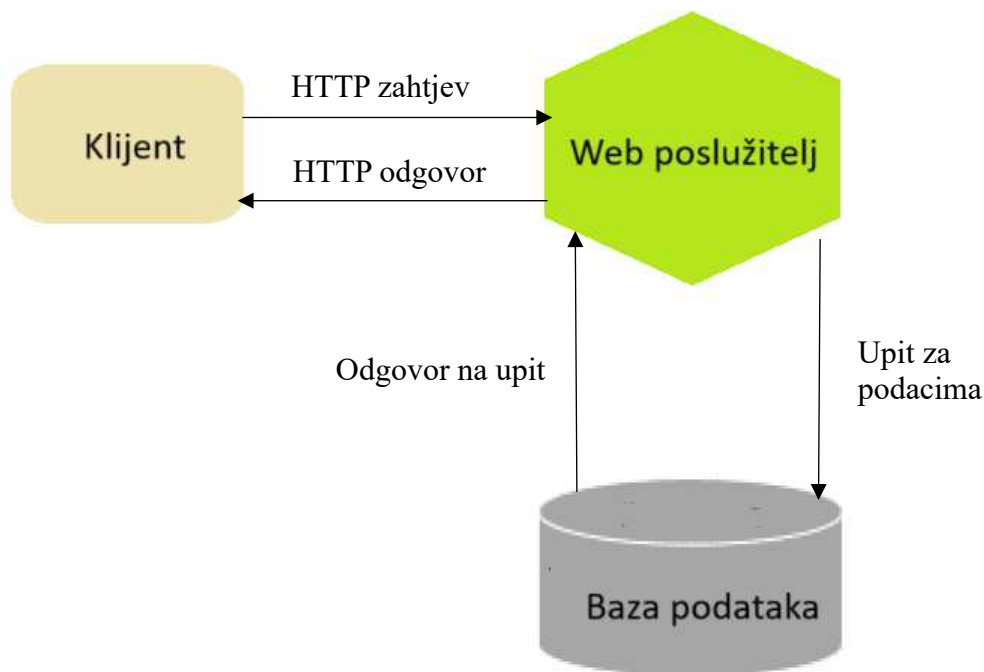 HTTP zahtjev
Klijent
Web poslužitelj
HTTP odgovor
Odgovor na upit
Upit za
podacima
Baza podataka